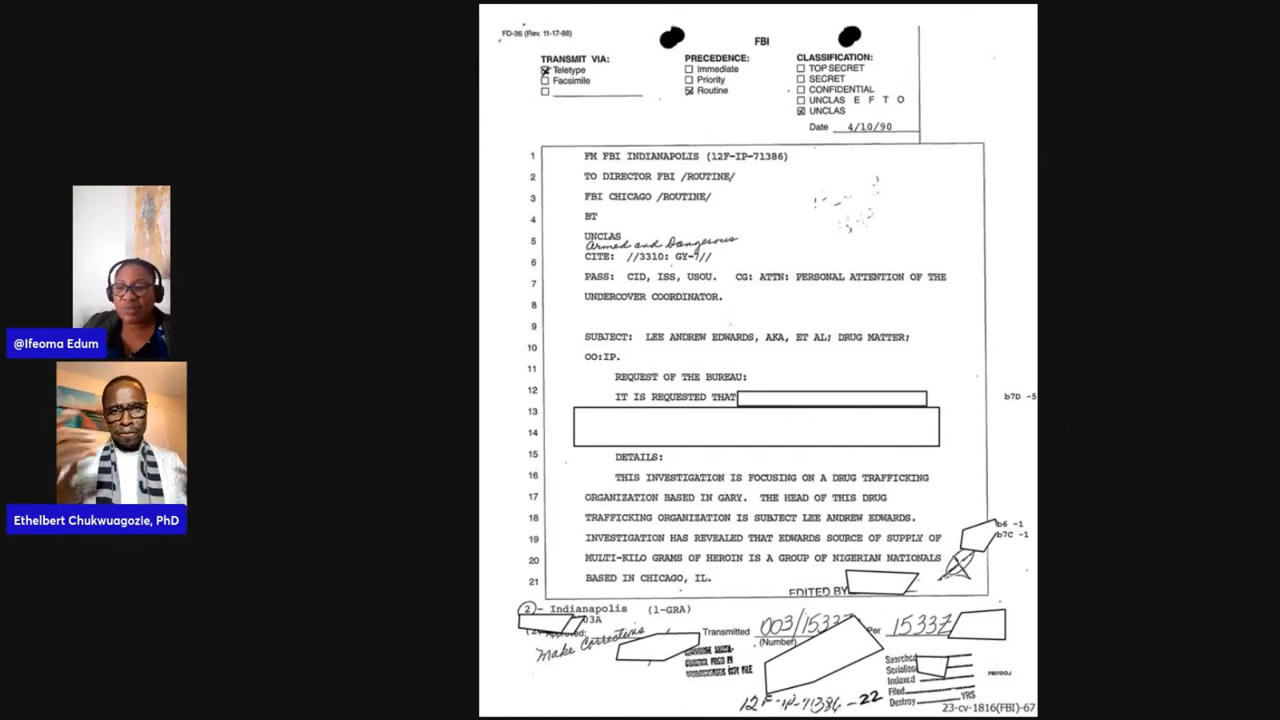 FD-36 (Rev. 11-17-88)
FBI
TRANSMIT VIA:
Teletype
Facsimile
PRECEDENCE:
Immediate
Priority
Routine
CLASSIFICATION:
TOP SECRET
SECRET
CONFIDENTIAL
UNCLAS E F T O
UNCLAS
Date 4/10/90
1 FM FBI INDIANAPOLIS (12F-IP-71386)
2 TO DIRECTOR FBI /ROUTINE/
3 FBI CHICAGO /ROUTINE/
4 BT
5 UNCLAS
Armed and Dangerous
6 CITE: //3310: GY-7//
7 PASS: CID, ISS, USOU. CG: ATTN: PERSONAL ATTENTION OF THE
8 UNDERCOVER COORDINATOR.
9
10 SUBJECT: LEE ANDREW EDWARDS, AKA, ET AL; DRUG MATTER;
OO:IP.
11 REQUEST OF THE BUREAU:
12 IT IS REQUESTED THAT
b7D -5
13
14
15 DETAILS:
16 THIS INVESTIGATION IS FOCUSING ON A DRUG TRAFFICKING
17 ORGANIZATION BASED IN GARY. THE HEAD OF THIS DRUG
18 TRAFFICKING ORGANIZATION IS SUBJECT LEE ANDREW EDWARDS.
b6 -1
b7C -1
19 INVESTIGATION HAS REVEALED THAT EDWARDS SOURCE OF SUPPLY OF
20 MULTI-KILO GRAMS OF HEROIN IS A GROUP OF NIGERIAN NATIONALS
21 BASED IN CHICAGO, IL.
EDITED BY
2 - Indianapolis (1-GRA)
03A
Make Corrections
Transmitted 003/1533Z Per 1533Z
(Number)
Searched
Serialized
Indexed
Filed
Destroy YRS
FBI/DOJ
12F-IP-71386-22
23-cv-1816(FBI)-67
@Ifeoma Edum
Ethelbert Chukwuagozie, PhD